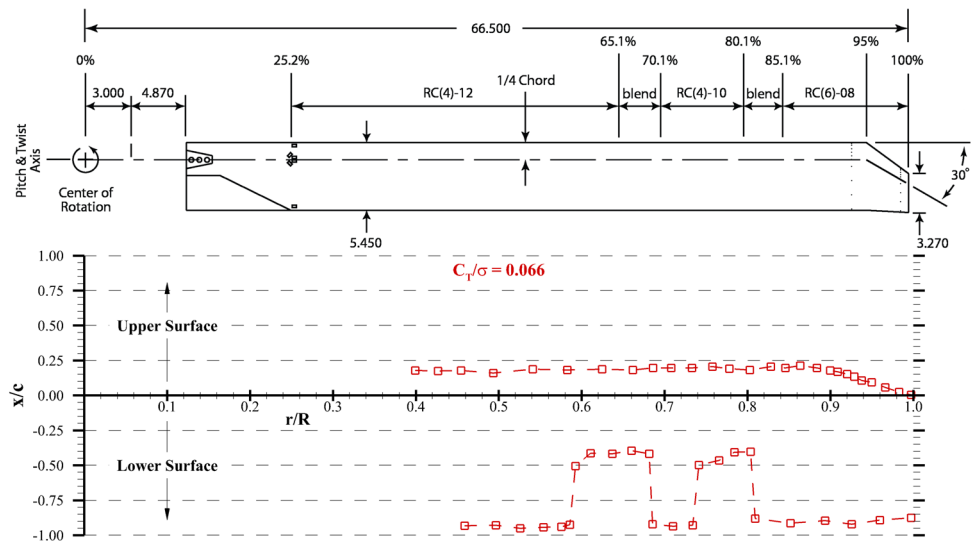 66.500
65.1% 80.1% 95%
0% 25.2% 70.1% 85.1% 100%
1/4 Chord
3.000 4.870 RC(4)-12 blend RC(4)-10 blend RC(6)-08
Pitch & Twist
Axis
Center of
Rotation
30°
5.450 3.270
C_T/σ = 0.066
1.00
0.75
Upper Surface
0.50
0.25
0.00
0.1 0.2 0.3 0.4 0.5 0.6 0.7 0.8 0.9 1.0
x/c
r/R
-0.25
Lower Surface
-0.50
-0.75
-1.00